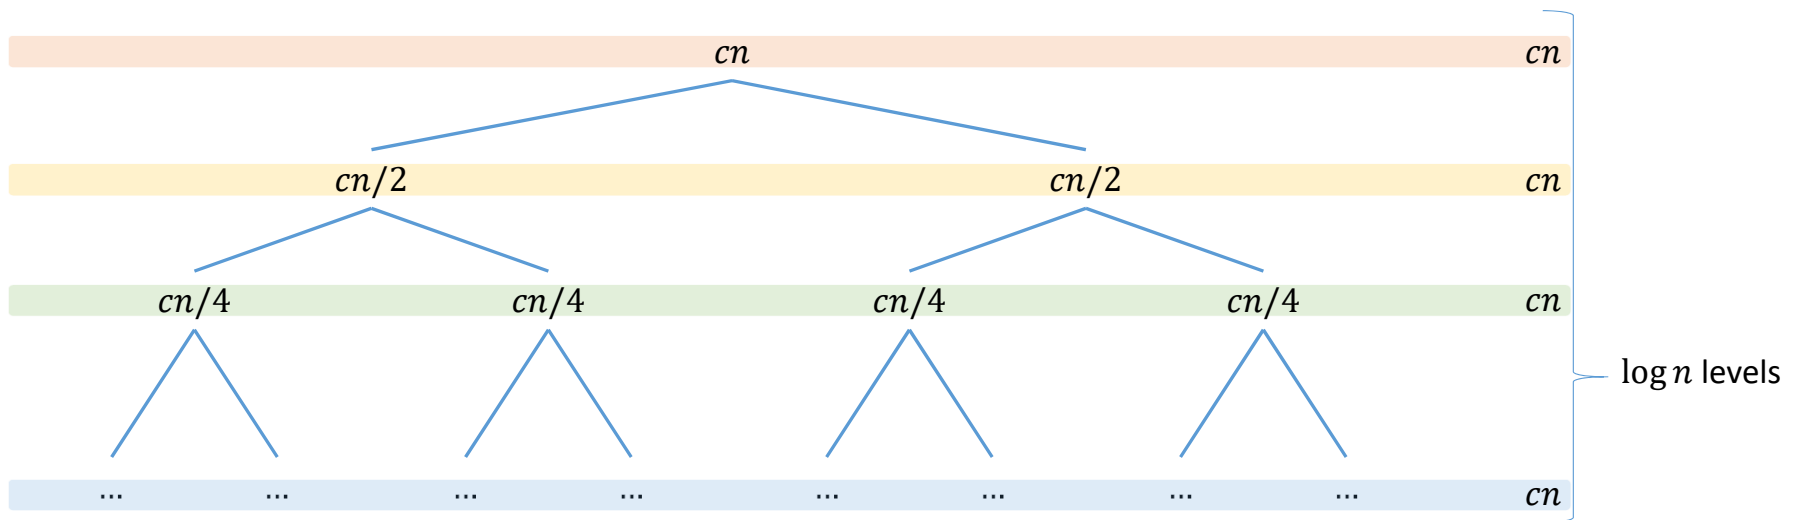 cn cn
cn/2 cn/2 cn
cn/4 cn/4 cn/4 cn/4 cn
log n levels
... ... ... ... ... ... ... ... cn